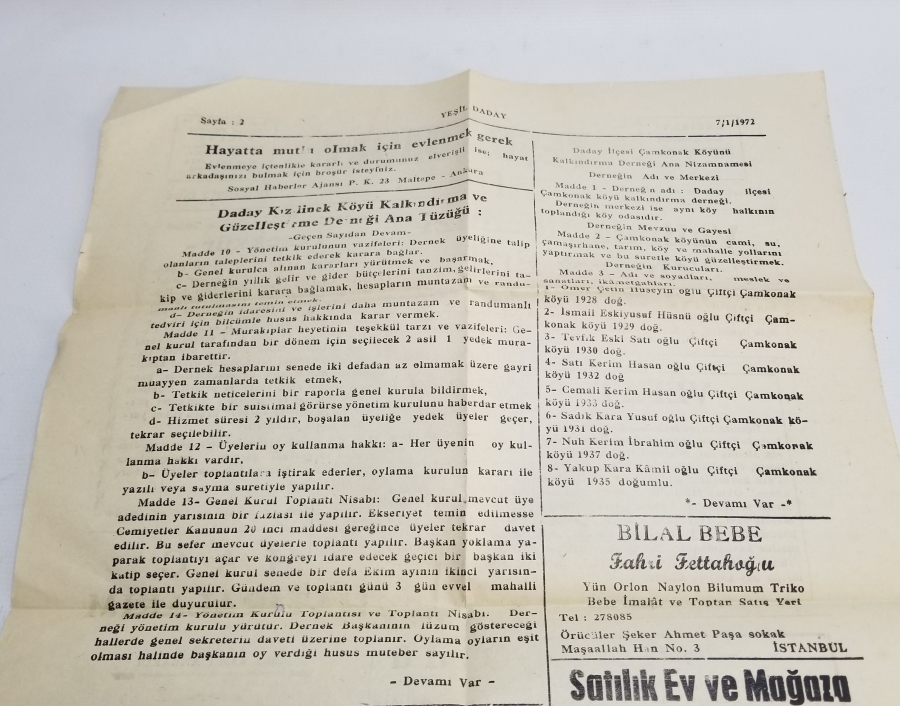 Sayfa : 2
YEŞİL DADAY
7/1/1972
Hayatta mutlu olmak için evlenmek gerek
Evlenmeye içtenlikle kararlı ve durumunuz elverişli ise; hayat
arkadaşınızı bulmak için broşür isteyiniz.
Sosyal Haberler Ajansı P. K. 23 Maltepe - Ankara
Daday Kızılinek Köyü Kalkındırma ve
Güzelleştirme Derneği Ana Tüzüğü :
-Geçen Sayıdan Devam-
Madde 10 - Yönetim kurulunun vazifeleri: Dernek üyeliğine talip
olanların taleplerini tetkik ederek karara bağlar.
b- Genel kurulca alınan kararları yürütmek ve başarmak,
c- Derneğin yıllık gelir ve gider bütçelerini tanzim, gelirlerini ta-
kip ve giderlerini karara bağlamak, hesapların muntazam ve randu-
manlı tutulmasını temin etmek.
d- Derneğin idaresini ve işlerini daha muntazam ve randumanlı
tedviri için bilcümle husus hakkında karar vermek.
Madde 11 - Murakıplar heyetinin teşekkül tarzı ve vazifeleri: Ge-
nel kurul tarafından bir dönem için seçilecek 2 asil 1 yedek mura-
kıptan ibarettir.
a- Dernek hesaplarını senede iki defadan az olmamak üzere gayri
muayyen zamanlarda tetkik etmek,
b- Tetkik neticelerini bir raporla genel kurula bildirmek,
c- Tetkikte bir suistimal görürse yönetim kurulunu haberdar etmek
d- Hizmet süresi 2 yıldır, boşalan üyeliğe yedek üyeler geçer,
tekrar seçilebilir.
Madde 12 - Üyelerin oy kullanma hakkı: a- Her üyenin oy kul-
lanma hakkı vardır,
b- Üyeler toplantılara iştirak ederler, oylama kurulun kararı ile
yazılı veya sayma suretiyle yapılır.
Madde 13- Genel Kurul Toplantı Nisabı: Genel kurul mevcut üye
adedinin yarısının bir fazlası ile yapılır. Ekseriyet temin edilmesse
Cemiyetler Kanunun 20 inci maddesi gereğince üyeler tekrar davet
edilir. Bu sefer mevcut üyelerle toplantı yapılır. Başkan yoklama ya-
parak toplantıyı açar ve kongreyi idare edecek geçici bir başkan iki
katip seçer. Genel kurul senede bir defa Ekim ayının ikinci yarısın-
da toplantı yapılır. Gündem ve toplantı günü 3 gün evvel mahalli
gazete ile duyurulur.
Madde 14- Yönetim Kurulu Toplantısı ve Toplantı Nisabı. Der-
neği yönetim kurulu yürütür. Dernek Başkanının lüzum göstereceği
hallerde genel sekreterin daveti üzerine toplanır. Oylama oyların eşit
olması halinde başkanın oy verdiği husus muteber sayılır.
- Devamı Var -
Daday İlçesi Çamkonak Köyünü
Kalkındırma Derneği Ana Nizamnamesi
Derneğin Adı ve Merkezi
Madde 1 - Derneğin adı : Daday ilçesi
Çamkonak köyü kalkındırma derneği.
Derneğin merkezi ise aynı köy halkının
toplandığı köy odasıdır.
Derneğin Mevzuu ve Gayesi
Madde 2 - Çamkonak köyünün cami, su,
çamaşırhane, tarım, köy ve mahalle yollarını
yaptırmak ve bu suretle köyü güzelleştirmek.
Derneğin Kurucuları.
Madde 3 - Adı ve soyadları, meslek ve
sanatları, ikâmetgahları.
1- Ömer Çetin Hüseyin oğlu Çiftçi Çamkonak
köyü 1928 doğ.
2- İsmail Eskiyusuf Hüsnü oğlu Çiftçi Çam-
konak köyü 1929 doğ.
3- Tevfik Eski Satı oğlu Çiftçi Çamkonak
köyü 1930 doğ.
4- Satı Kerim Hasan oğlu Çiftçi Çamkonak
köyü 1932 doğ
5- Cemali Kerim Hasan oğlu Çiftçi Çamkonak
köyü 1933 doğ.
6- Sadık Kara Yusuf oğlu Çiftçi Çamkonak kö-
yü 1931 doğ.
7- Nuh Kerim İbrahim oğlu Çiftçi Çamkonak
köyü 1937 doğ.
8- Yakup Kara Kâmil oğlu Çiftçi Çamkonak
köyü 1935 doğumlu.
*- Devamı Var -*
BİLAL BEBE
Fahri Fettahoğlu
Yün Orlon Naylon Bilumum Triko
Bebe İmalât ve Toptan Satış Yeri
Tel : 278085
Örücüler Şeker Ahmet Paşa sokak
Maşaallah Han No. 3 İSTANBUL
Satılık Ev ve Mağaza